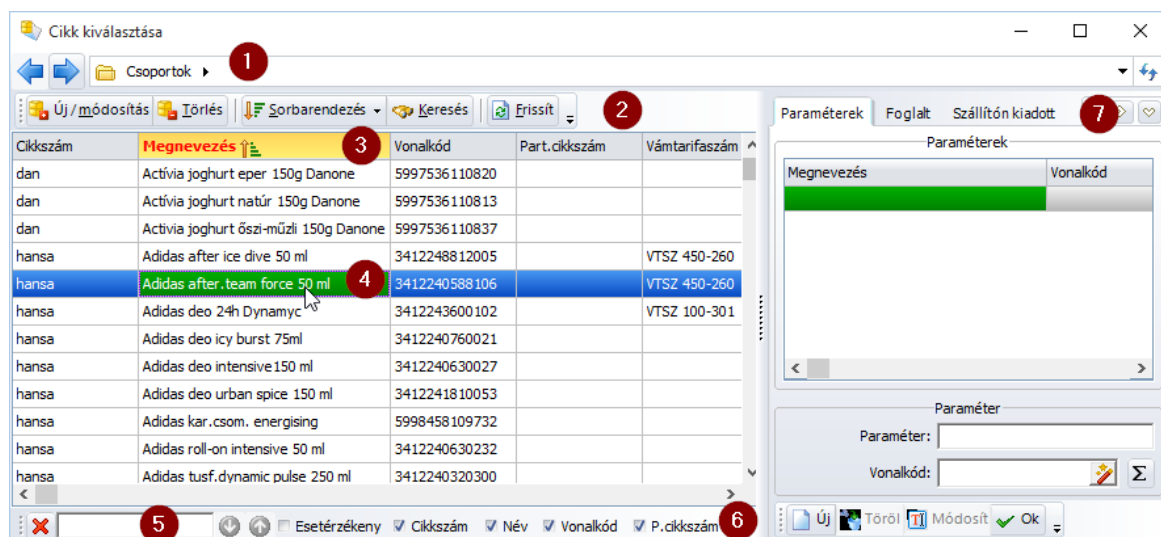 Cikk kiválasztása
Csoportok
1
Új/módosítás Törlés Sorbarendezés Keresés Frissít
2
Cikkszám Megnevezés 3 Vonalkód Part.cikkszám Vámtarifaszám
dan Actívia joghurt eper 150g Danone 5997536110820
dan Actívia joghurt natúr 150g Danone 5997536110813
dan Activia joghurt őszi-műzli 150g Danone 5997536110837
hansa Adidas after ice dive 50 ml 3412248812005 VTSZ 450-260
hansa Adidas after.team force 50 ml 4 3412240588106 VTSZ 450-260
hansa Adidas deo 24h Dynamyc 3412243600102 VTSZ 100-301
hansa Adidas deo icy burst 75ml 3412240760021
hansa Adidas deo intensive 150 ml 3412240630027
hansa Adidas deo urban spice 150 ml 3412241810053
hansa Adidas kar.csom. energising 5998458109732
hansa Adidas roll-on intensive 50 ml 3412240630232
hansa Adidas tusf.dynamic pulse 250 ml 3412240320300
5 Esetérzékeny Cikkszám Név Vonalkód P.cikkszám 6
Paraméterek Foglalt Szállítón kiadott 7
Paraméterek
Megnevezés Vonalkód
Paraméter
Paraméter:
Vonalkód: Σ
Új Töröl Módosít Ok